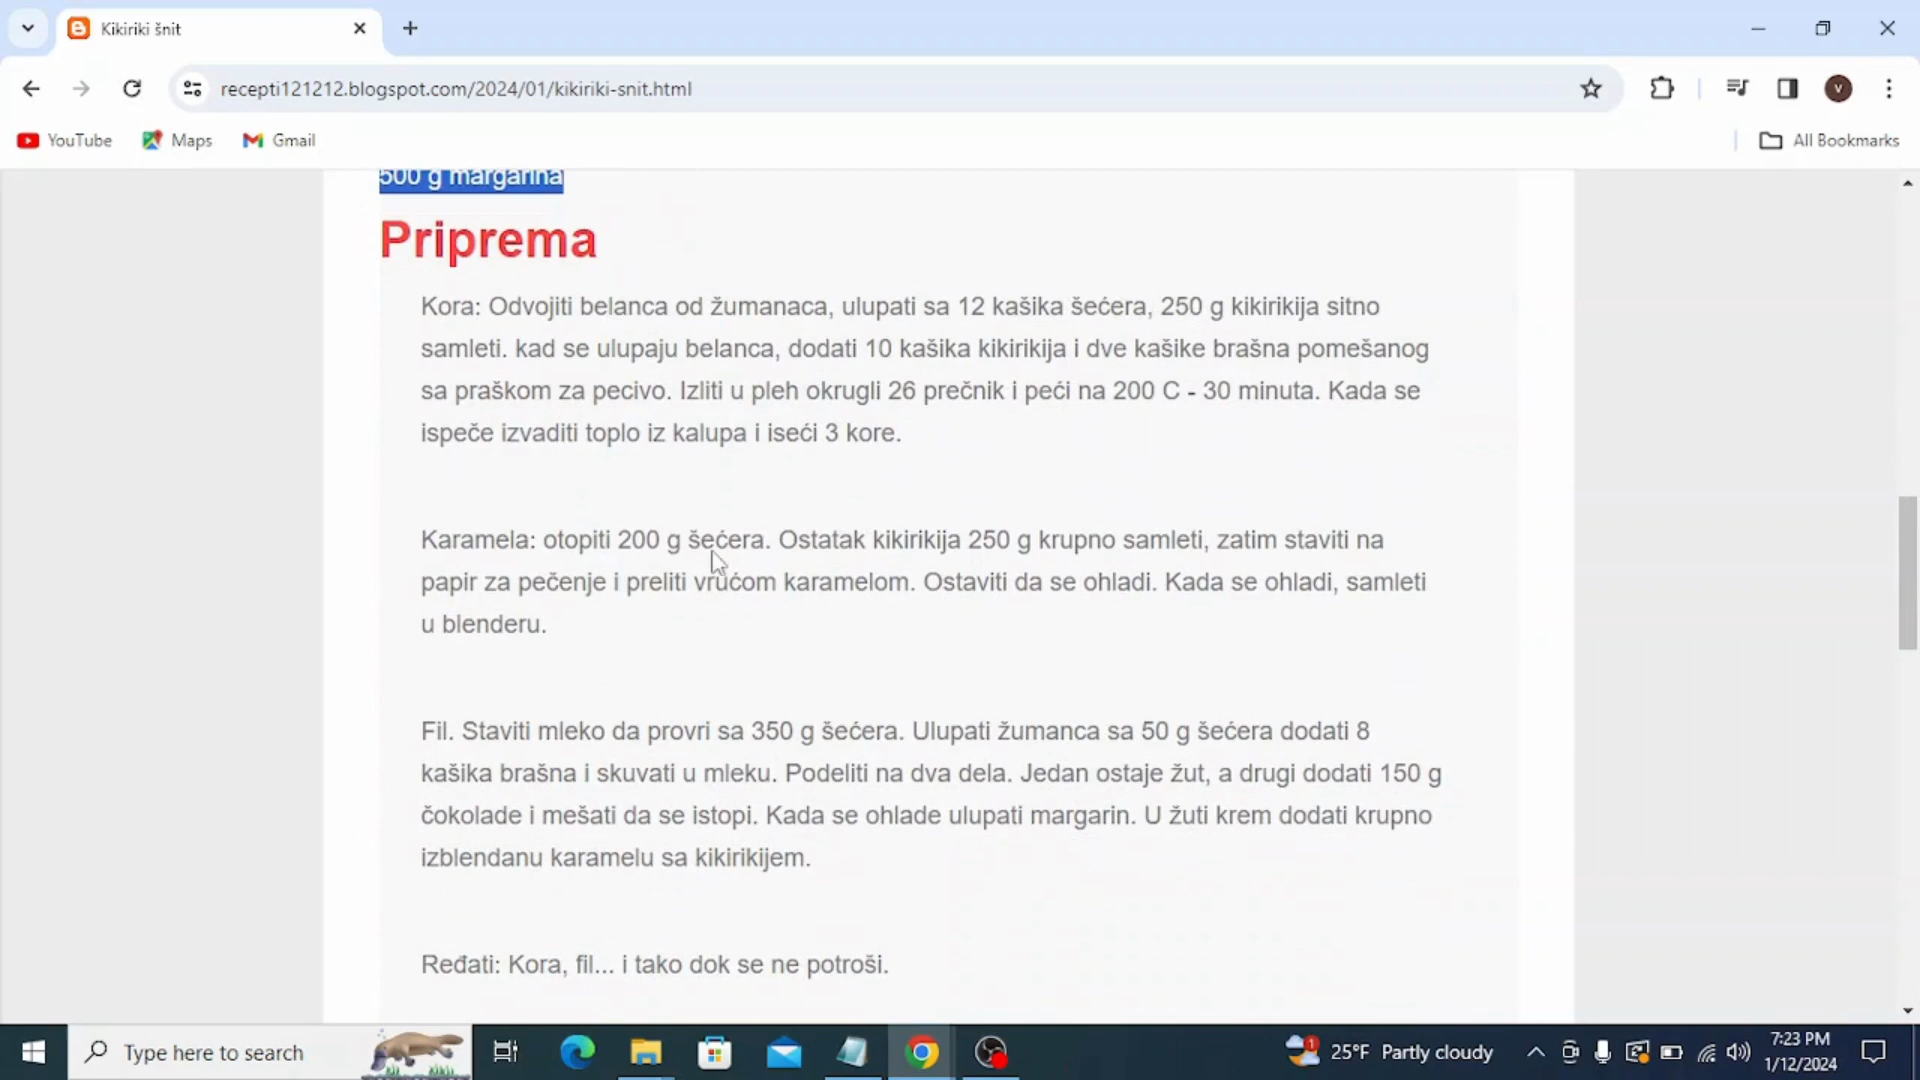 Kikiriki šnit
recepti121212.blogspot.com/2024/01/kikiriki-snit.html
V
YouTube
Maps
Gmail
All Bookmarks
500 g margarina
Priprema
Kora: Odvojiti belanca od žumanaca, ulupati sa 12 kašika šećera, 250 g kikirikija sitno
samleti. kad se ulupaju belanca, dodati 10 kašika kikirikija i dve kašike brašna pomešanog
sa praškom za pecivo. Izliti u pleh okrugli 26 prečnik i peći na 200 C - 30 minuta. Kada se
ispeče izvaditi toplo iz kalupa i iseći 3 kore.
Karamela: otopiti 200 g šećera. Ostatak kikirikija 250 g krupno samleti, zatim staviti na
papir za pečenje i preliti vrućom karamelom. Ostaviti da se ohladi. Kada se ohladi, samleti
u blenderu.
Fil. Staviti mleko da provri sa 350 g šećera. Ulupati žumanca sa 50 g šećera dodati 8
kašika brašna i skuvati u mleku. Podeliti na dva dela. Jedan ostaje žut, a drugi dodati 150 g
čokolade i mešati da se istopi. Kada se ohlade ulupati margarin. U žuti krem dodati krupno
izblendanu karamelu sa kikirikijem.
Ređati: Kora, fil... i tako dok se ne potroši.
Type here to search
1
25°F Partly cloudy
7:23 PM
1/12/2024